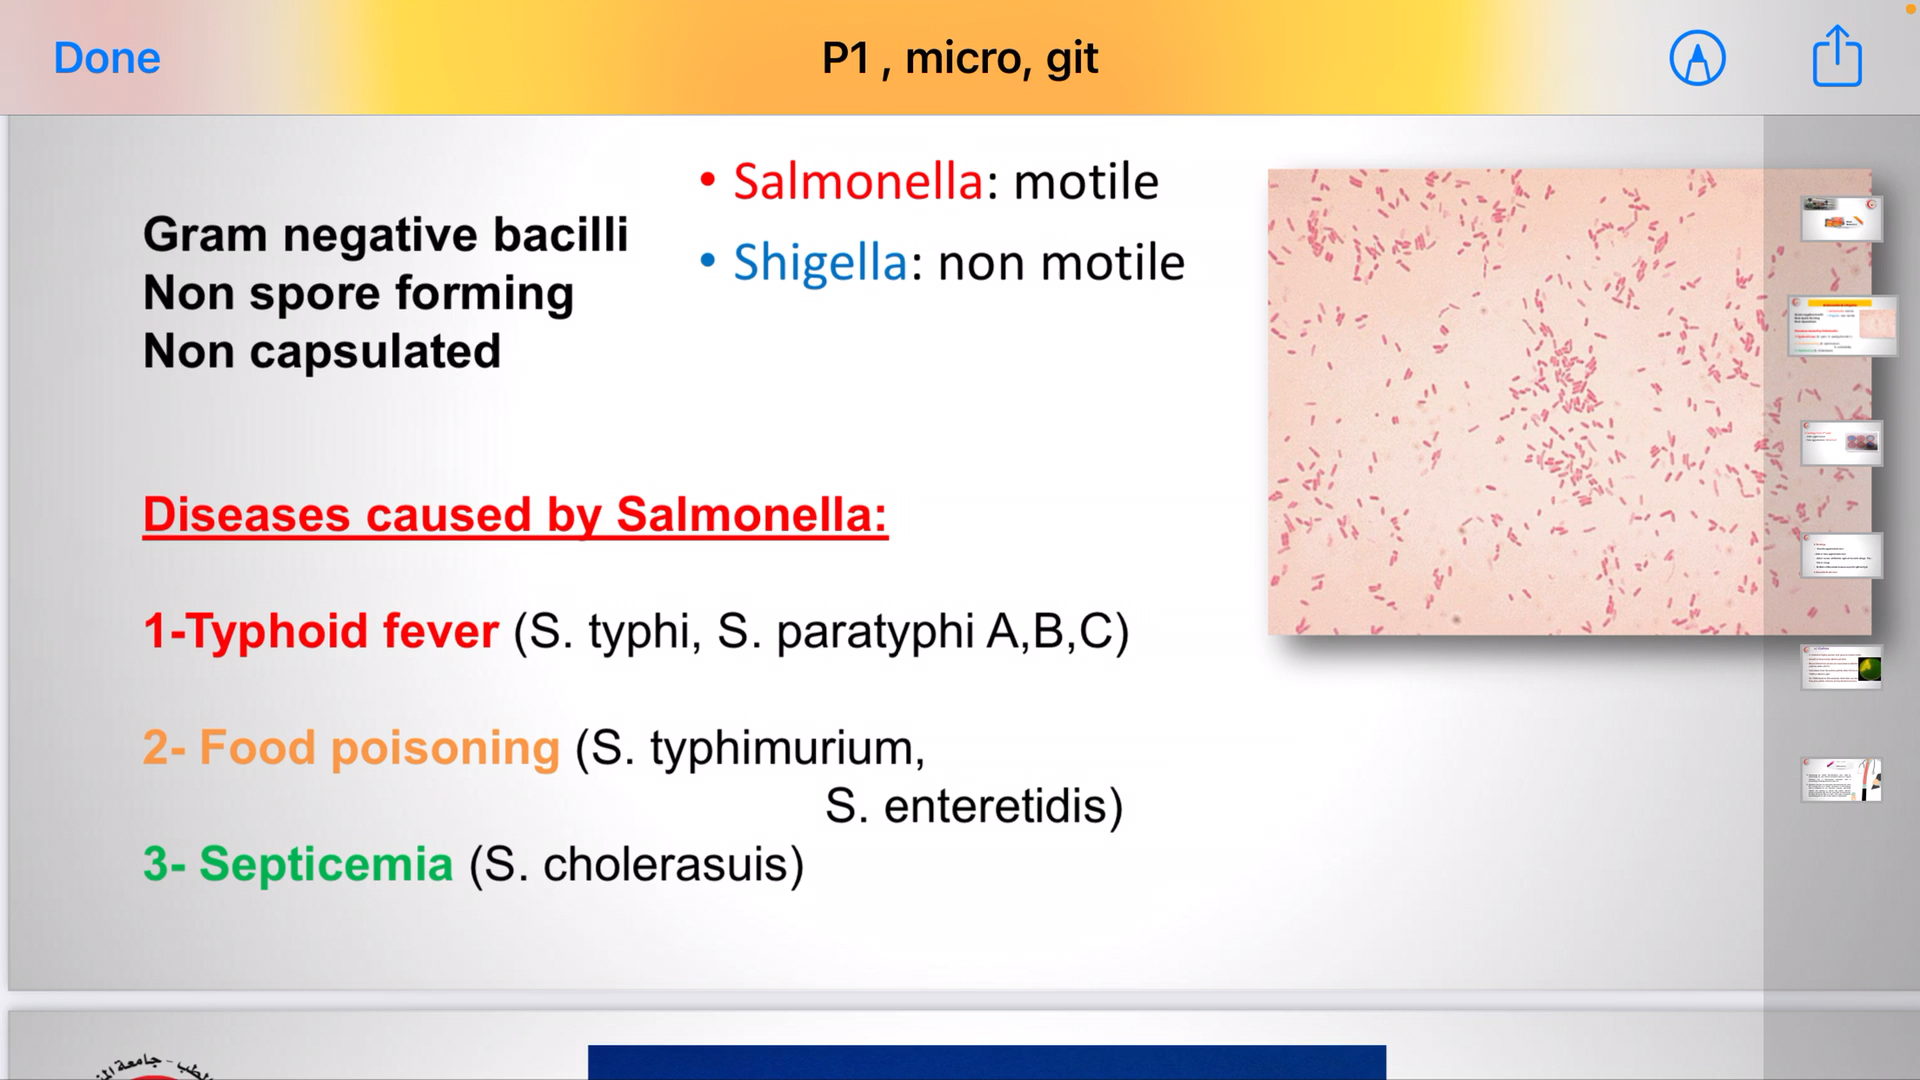 Done
P1 , micro, git
Gram negative bacilli
Non spore forming
Non capsulated
• Salmonella: motile
• Shigella: non motile
Diseases caused by Salmonella:
1-Typhoid fever (S. typhi, S. paratyphi A,B,C)
2- Food poisoning (S. typhimurium,
S. enteretidis)
3- Septicemia (S. cholerasuis)
جامعة